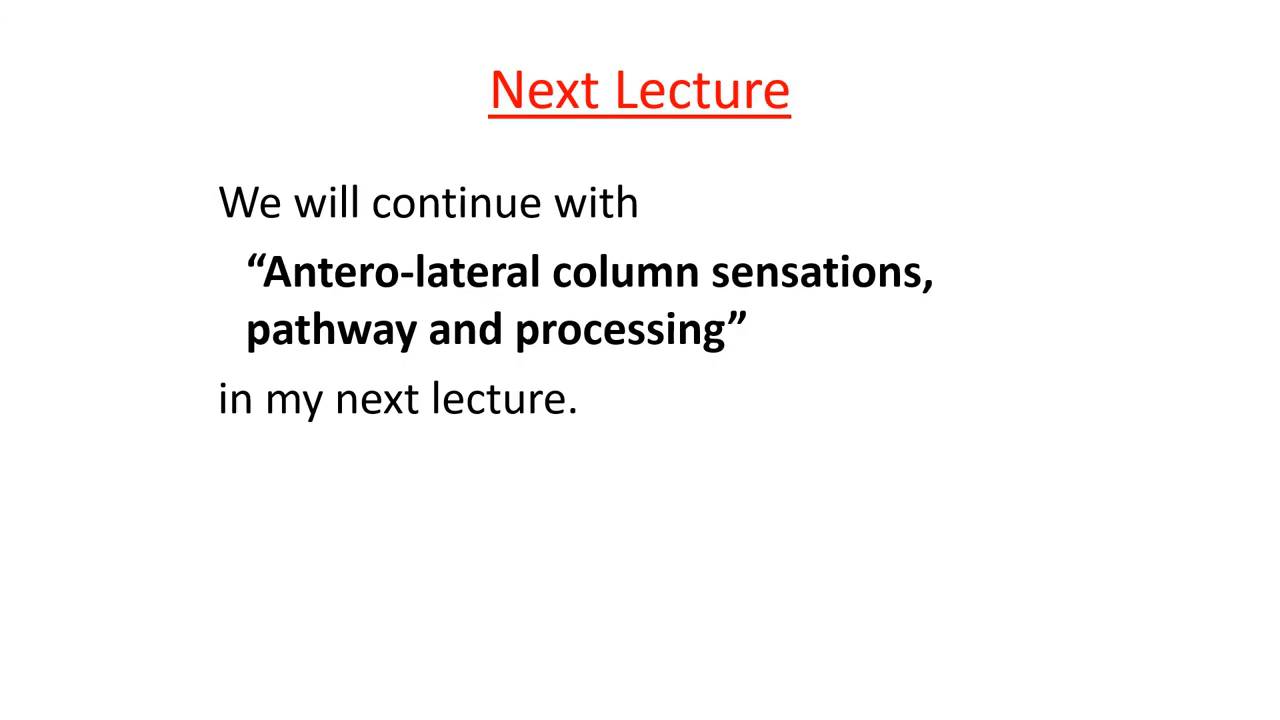 Next Lecture
We will continue with
“Antero-lateral column sensations,
pathway and processing”
in my next lecture.